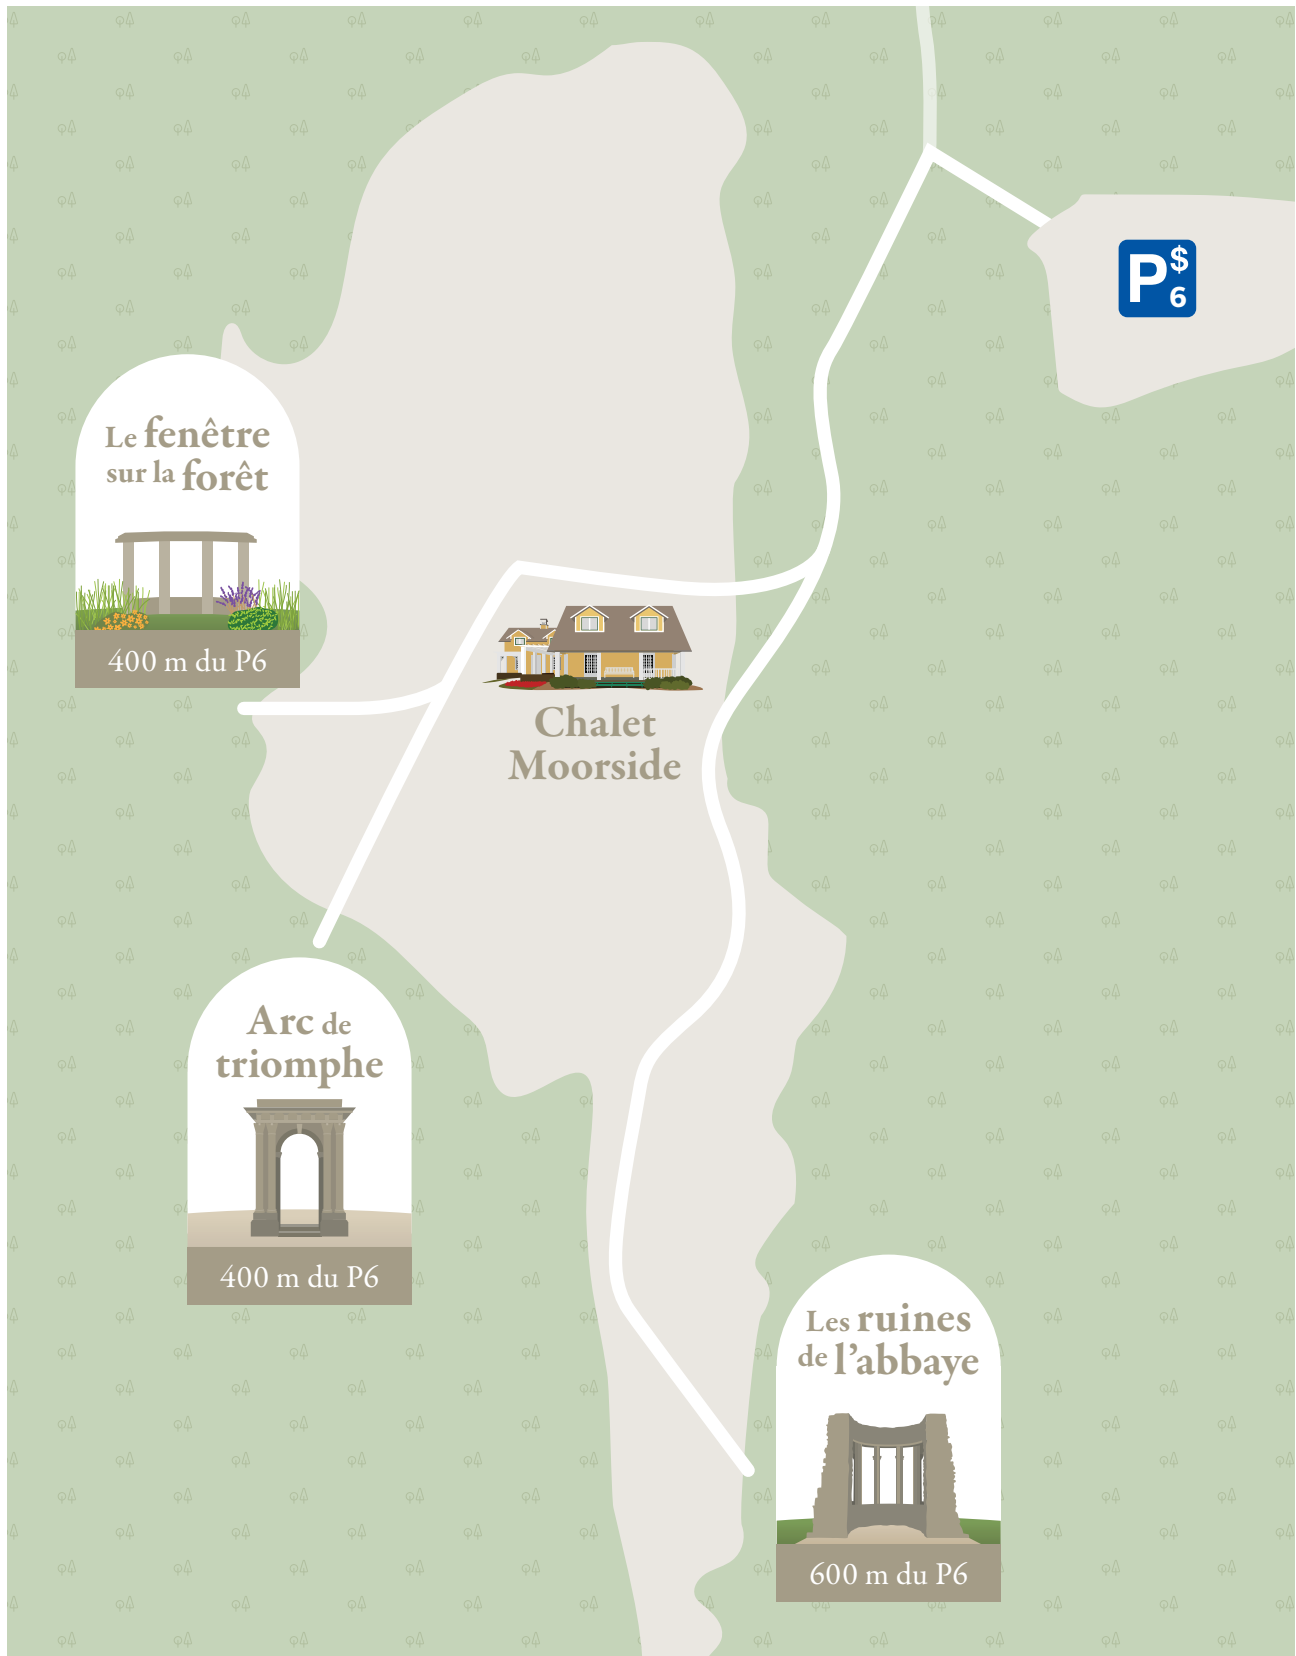 P$
6
Le fenêtre
sur la forêt
400 m du P6
Chalet
Moorside
Arc de
triomphe
400 m du P6
Les ruines
de l’abbaye
600 m du P6